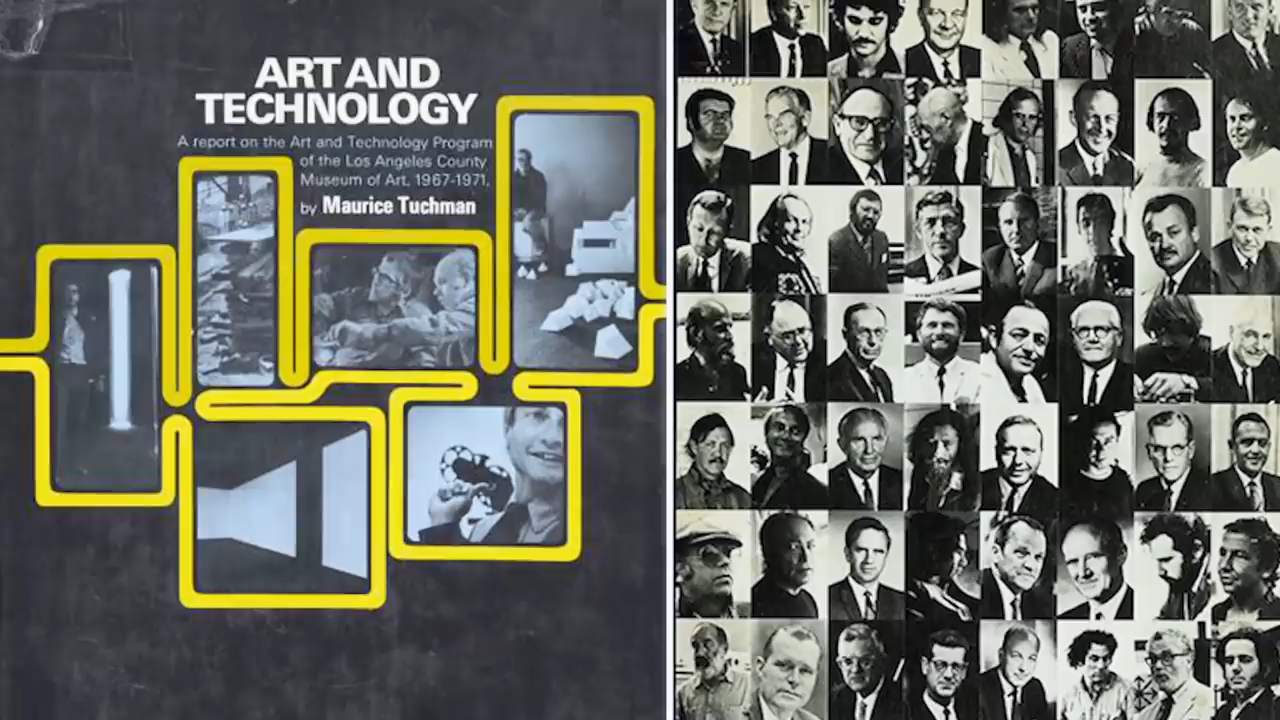 ART AND
TECHNOLOGY
A report on the Art and Technology Program
of the Los Angeles County
Museum of Art, 1967-1971,
by Maurice Tuchman